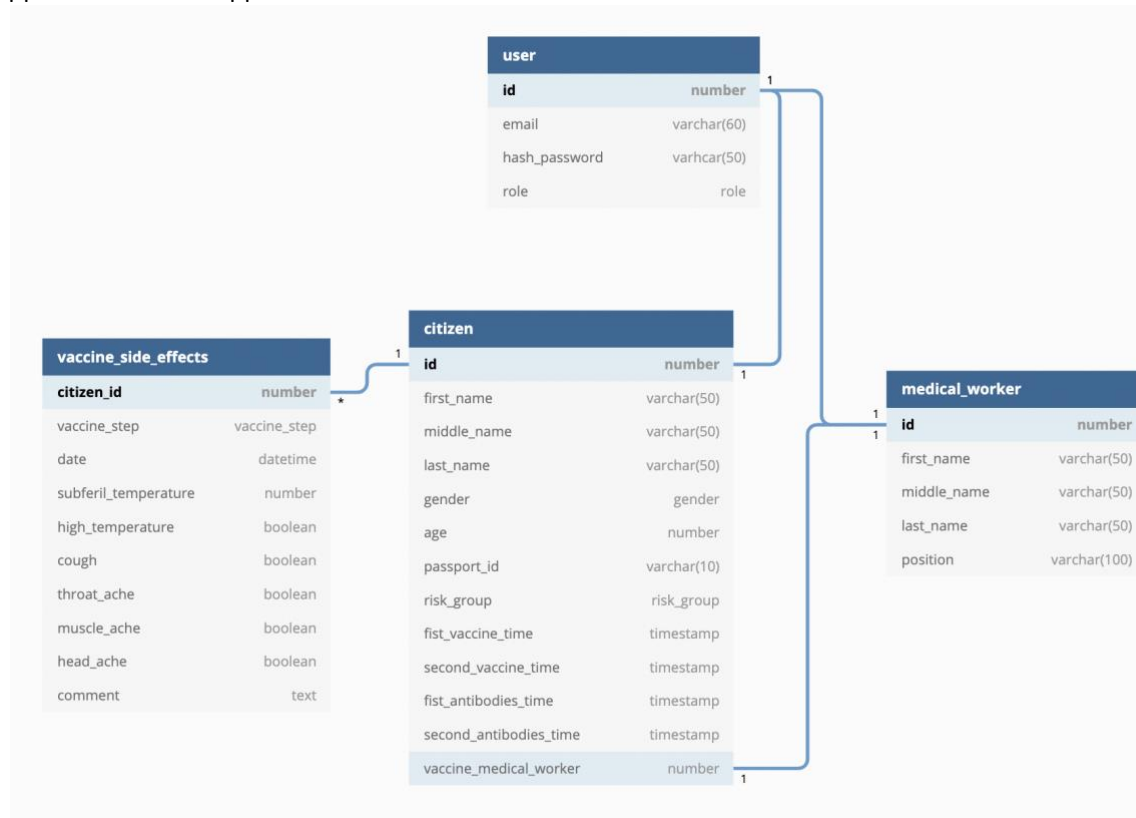 user
1
id number
email varchar(60)
hash_password varhcar(50)
role role
vaccine_side_effects
citizen_id number
*
vaccine_step vaccine_step
date datetime
subferil_temperature number
high_temperature boolean
cough boolean
throat_ache boolean
muscle_ache boolean
head_ache boolean
comment text
citizen
1
id number
1
first_name varchar(50)
middle_name varchar(50)
last_name varchar(50)
gender gender
age number
passport_id varchar(10)
risk_group risk_group
fist_vaccine_time timestamp
second_vaccine_time timestamp
fist_antibodies_time timestamp
second_antibodies_time timestamp
vaccine_medical_worker number
1
medical_worker
1
1
id number
first_name varchar(50)
middle_name varchar(50)
last_name varchar(50)
position varchar(100)